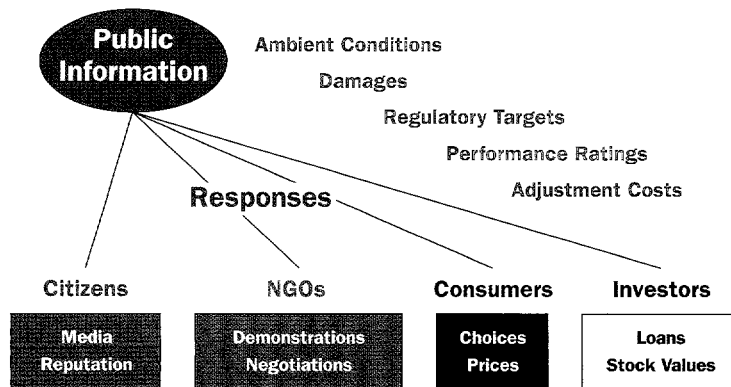 Public
Information
Ambient Conditions
Damages
Regulatory Targets
Performance Ratings
Adjustment Costs
Responses
Citizens
NGOs
Consumers
Investors
Media
Reputation
Demonstrations
Negotiations
Choices
Prices
Loans
Stock Values